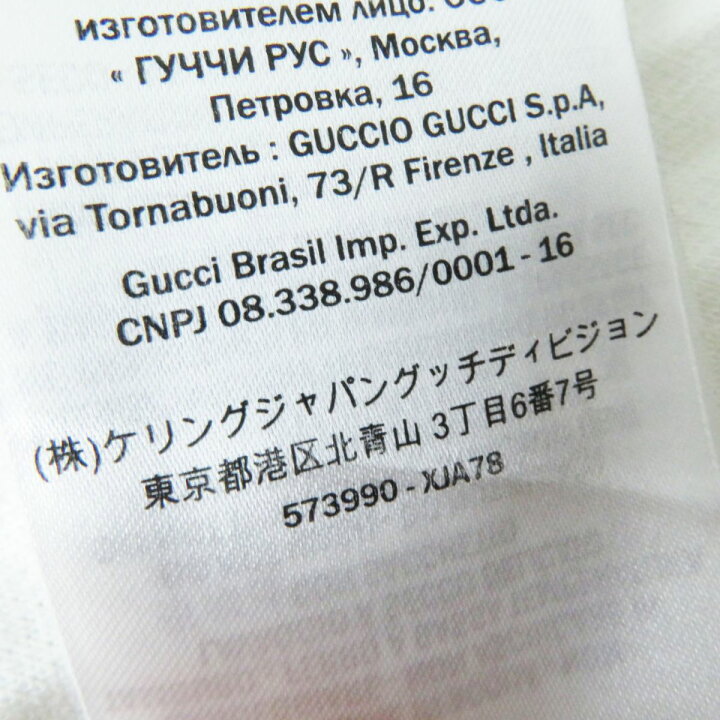 изготовителем лицо: ООО
« ГУЧЧИ РУС », Москва,
Петровка, 16
Изготовитель : GUCCIO GUCCI S.p.A,
via Tornabuoni, 73/R Firenze , Italia
Gucci Brasil Imp. Exp. Ltda.
CNPJ 08.338.986/0001 - 16
(株)ケリングジャパングッチディビジョン
東京都港区北青山 3丁目6番7号
573990 - XJA78